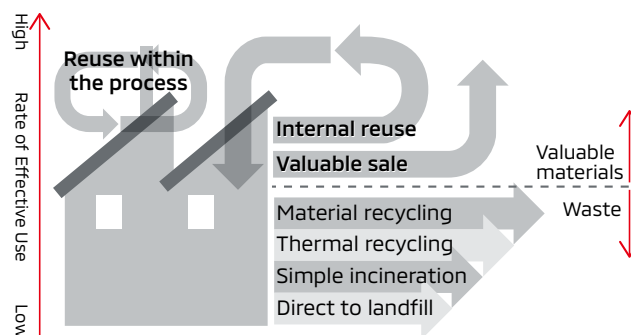 High
Rate of Effective Use
Low
Reuse within
the process
Internal reuse
Valuable sale
Valuable
materials
Waste
Material recycling
Thermal recycling
Simple incineration
Direct to landfill